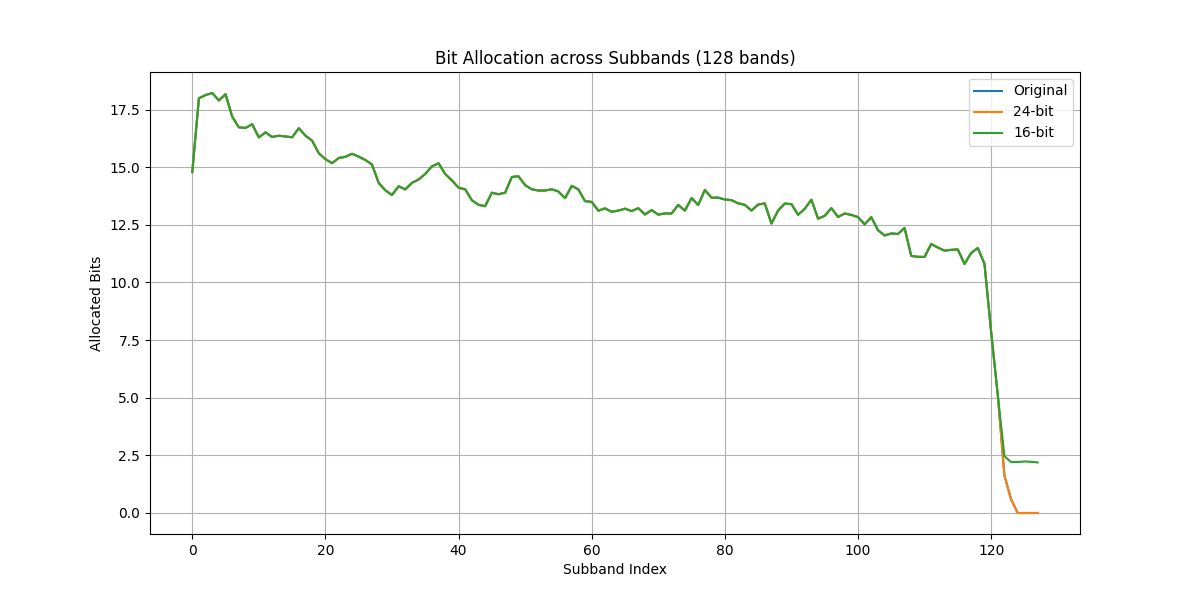 Bit Allocation across Subbands (128 bands)
Original
24-bit
16-bit
Allocated Bits
17.5
15.0
12.5
10.0
7.5
5.0
2.5
0.0
0 20 40 60 80 100 120
Subband Index